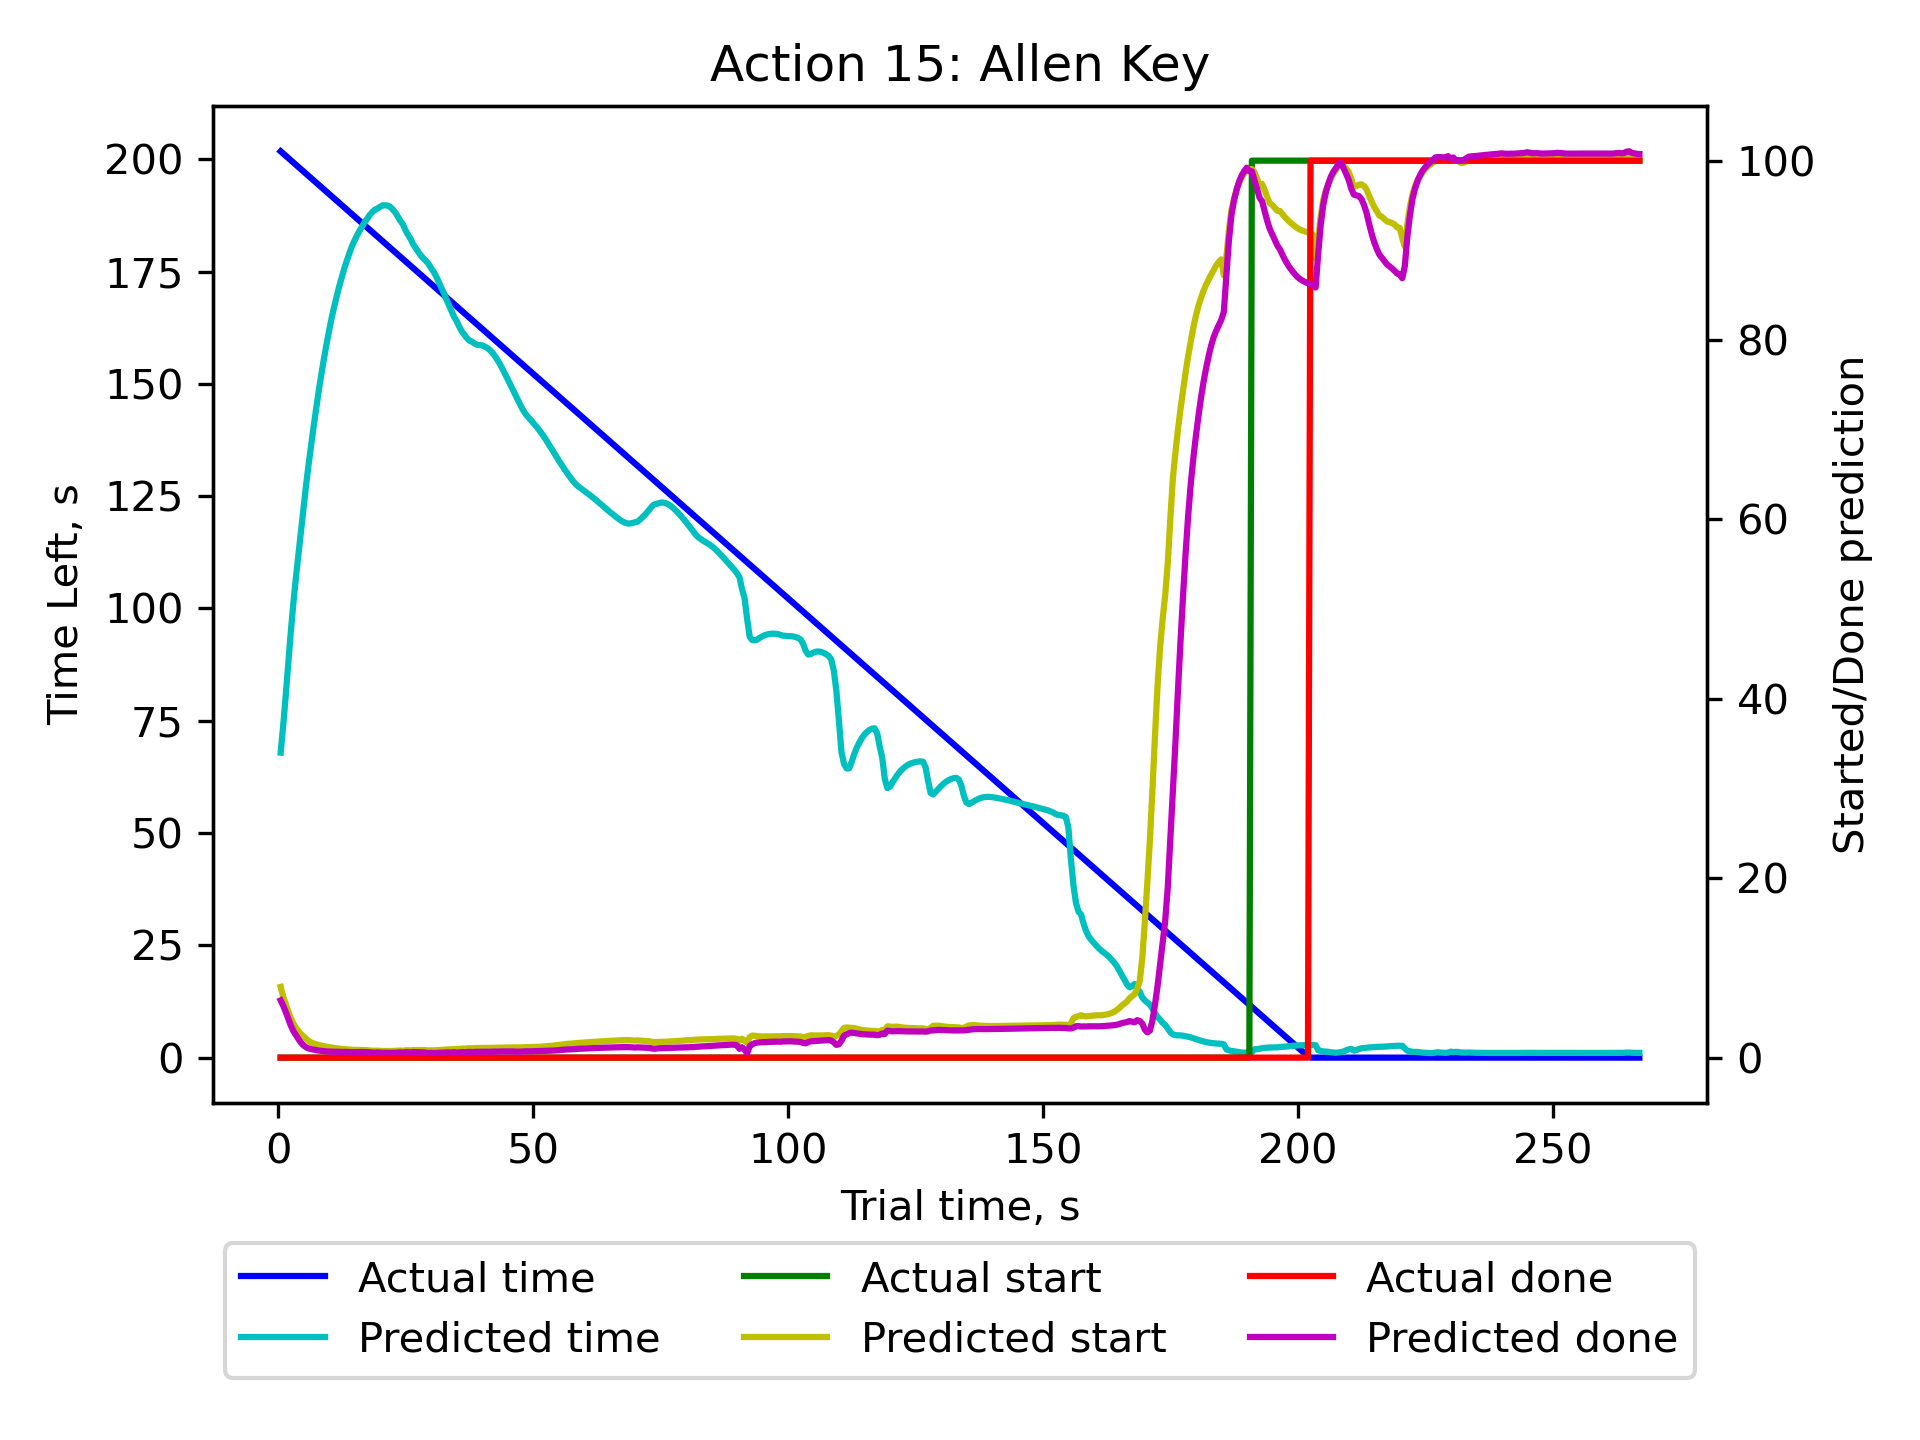 Action 15: Allen Key
200
175
150
125
100
75
50
25
0
Time Left, s
100
80
60
40
20
0
Started/Done prediction
0 50 100 150 200 250
Trial time, s
Actual time Actual start Actual done
Predicted time Predicted start Predicted done